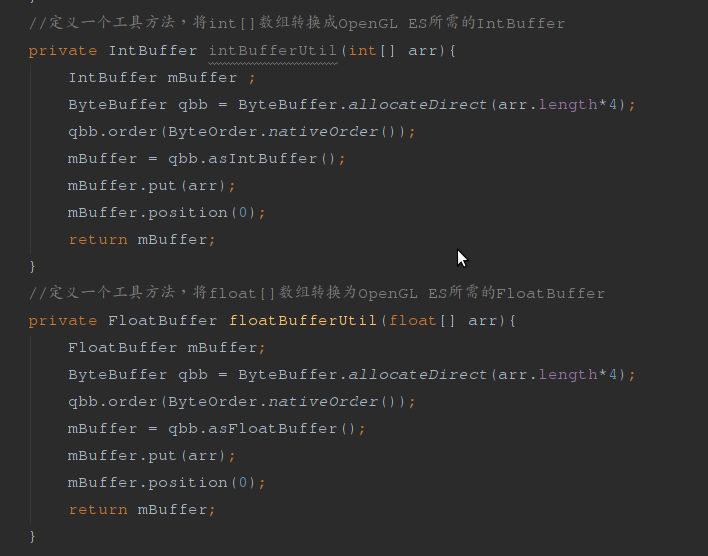 }
//定义一个工具方法，将int[]数组转换成OpenGL ES所需的IntBuffer
private IntBuffer intBufferUtil(int[] arr){
    IntBuffer mBuffer ;
    ByteBuffer qbb = ByteBuffer.allocateDirect(arr.length*4);
    qbb.order(ByteOrder.nativeOrder());
    mBuffer = qbb.asIntBuffer();
    mBuffer.put(arr);
    mBuffer.position(0);
    return mBuffer;
}
//定义一个工具方法，将float[]数组转换为OpenGL ES所需的FloatBuffer
private FloatBuffer floatBufferUtil(float[] arr){
    FloatBuffer mBuffer;
    ByteBuffer qbb = ByteBuffer.allocateDirect(arr.length*4);
    qbb.order(ByteOrder.nativeOrder());
    mBuffer = qbb.asFloatBuffer();
    mBuffer.put(arr);
    mBuffer.position(0);
    return mBuffer;
}